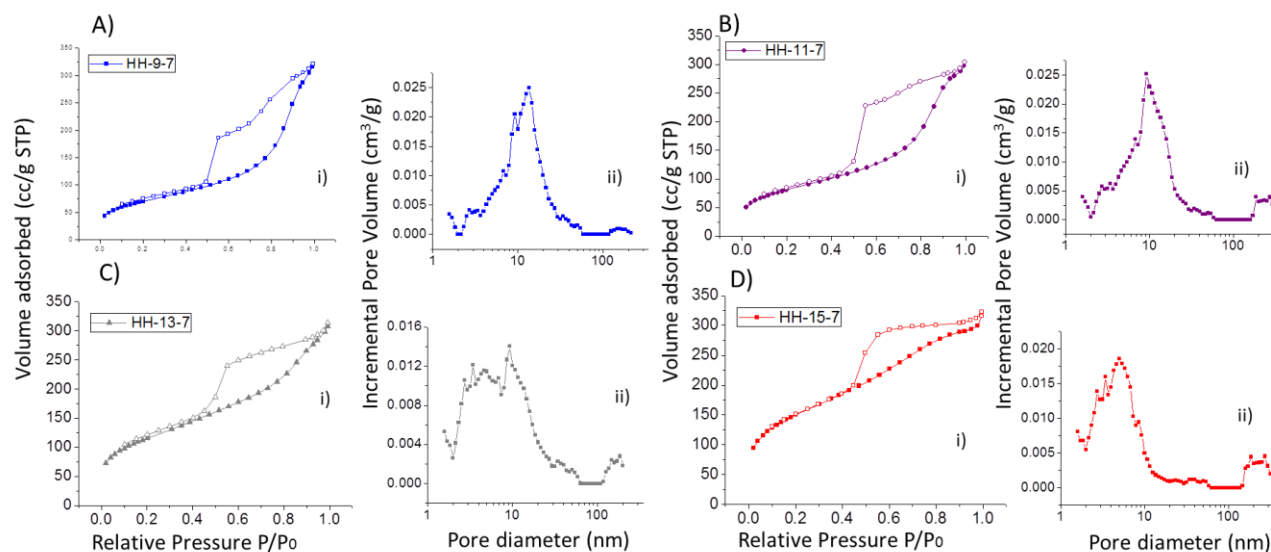 A)
HH-9-7
350
300
250
200
150
100
50
0
0.0 0.2 0.4 0.6 0.8 1.0
i)
Volume adsorbed (cc/g STP)
0.025
0.020
0.015
0.010
0.005
0.000
1 10 100
ii)
Incremental Pore Volume (cm³/g)
B)
HH-11-7
350
300
250
200
150
100
50
0
0.0 0.2 0.4 0.6 0.8 1.0
i)
Volume adsorbed (cc/g STP)
0.025
0.020
0.015
0.010
0.005
0.000
1 10 100
ii)
Incremental Pore Volume (cm³/g)
C)
HH-13-7
350
300
250
200
150
100
50
0
0.0 0.2 0.4 0.6 0.8 1.0
i)
Relative Pressure P/P0
0.016
0.012
0.008
0.004
0.000
1 10 100
ii)
Pore diameter (nm)
D)
HH-15-7
350
300
250
200
150
100
50
0
0.0 0.2 0.4 0.6 0.8 1.0
i)
Relative Pressure P/P0
0.020
0.015
0.010
0.005
0.000
1 10 100
ii)
Pore diameter (nm)